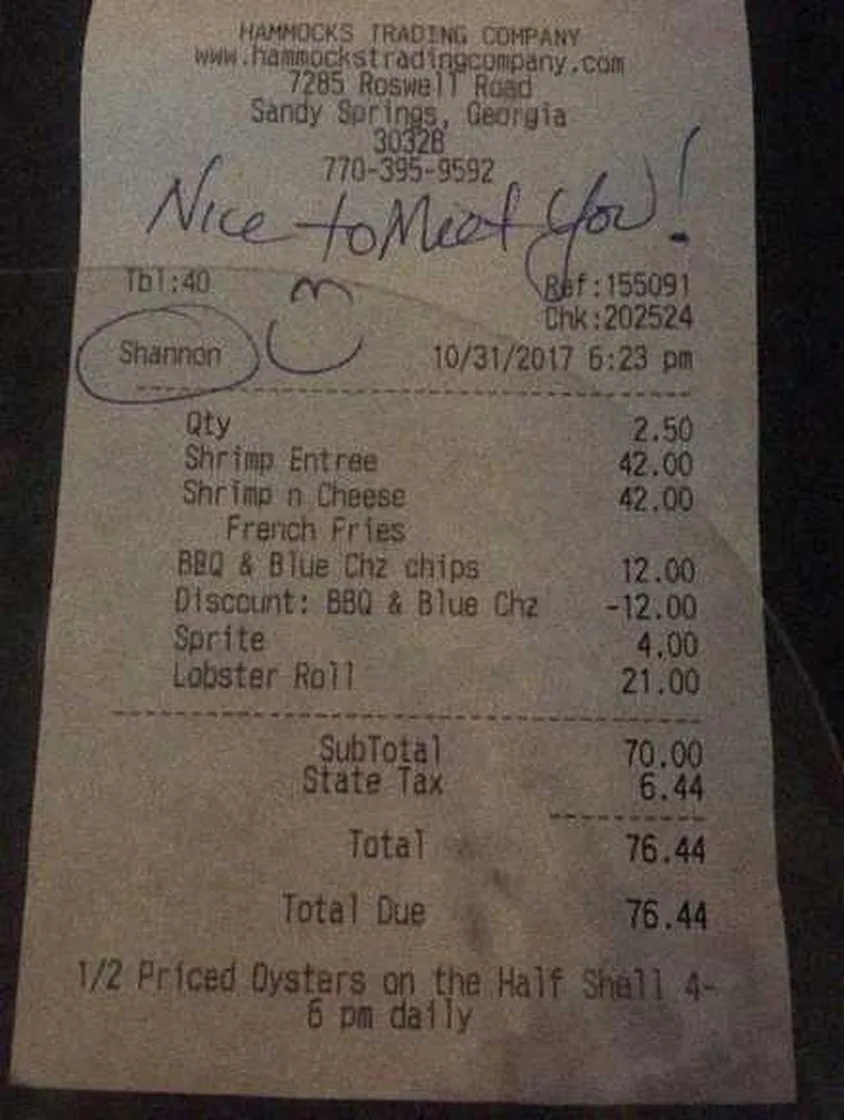 HAMMOCKS TRADING COMPANY
www.hammockstradingcompany.com
7285 Roswell Road
Sandy Springs, Georgia
30328
770-395-9592
Nice to Meet You!
Tbl:40 Ref:155091
Chk:202524
Shannon 10/31/2017 6:23 pm
Qty 2.50
Shrimp Entree 42.00
Shrimp n Cheese 42.00
French Fries
BBQ & Blue Chz chips 12.00
Discount: BBQ & Blue Chz -12.00
Sprite 4.00
Lobster Roll 21.00
SubTotal 70.00
State Tax 6.44
Total 76.44
Total Due 76.44
1/2 Priced Oysters on the Half Shell 4-
6 pm daily